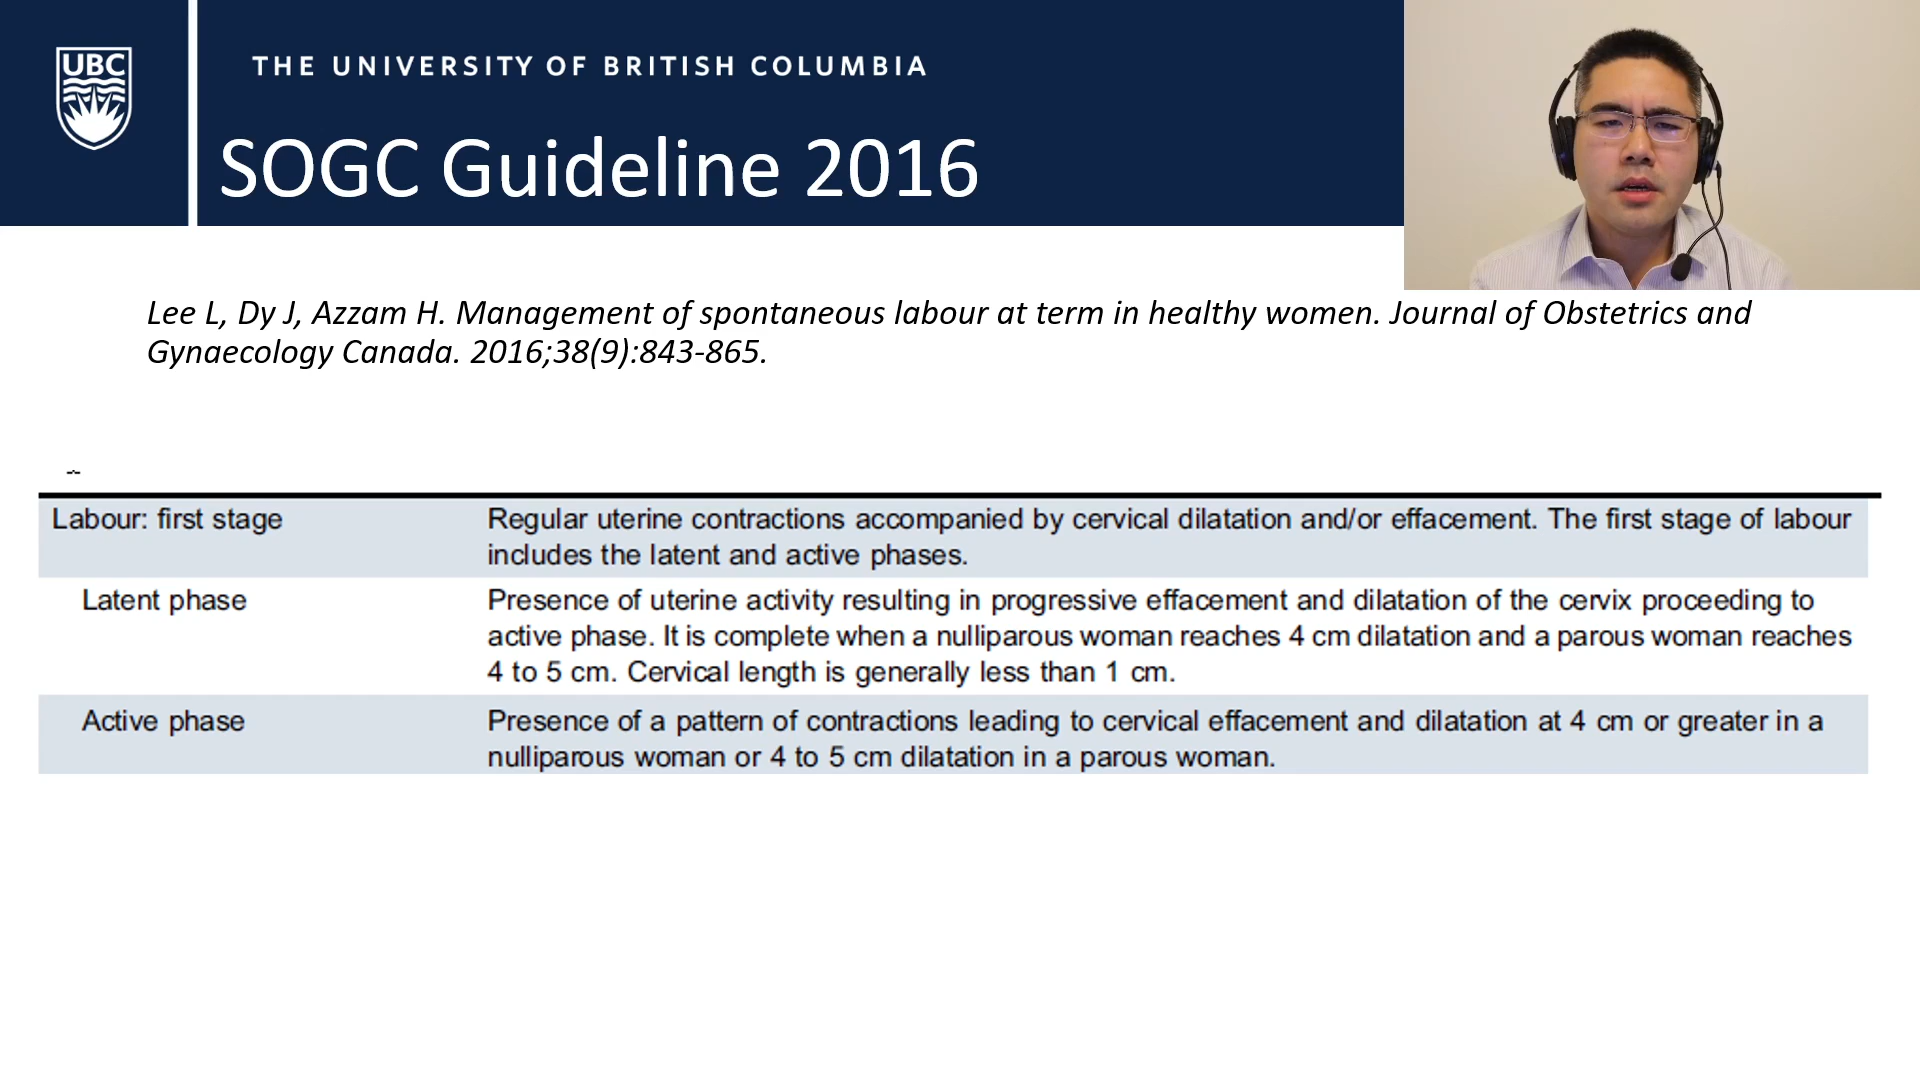 UBC
THE UNIVERSITY OF BRITISH COLUMBIA
SOGC Guideline 2016
Lee L, Dy J, Azzam H. Management of spontaneous labour at term in healthy women. Journal of Obstetrics and
Gynaecology Canada. 2016;38(9):843-865.
Labour: first stage
Regular uterine contractions accompanied by cervical dilatation and/or effacement. The first stage of labour
includes the latent and active phases.
Latent phase
Presence of uterine activity resulting in progressive effacement and dilatation of the cervix proceeding to
active phase. It is complete when a nulliparous woman reaches 4 cm dilatation and a parous woman reaches
4 to 5 cm. Cervical length is generally less than 1 cm.
Active phase
Presence of a pattern of contractions leading to cervical effacement and dilatation at 4 cm or greater in a
nulliparous woman or 4 to 5 cm dilatation in a parous woman.